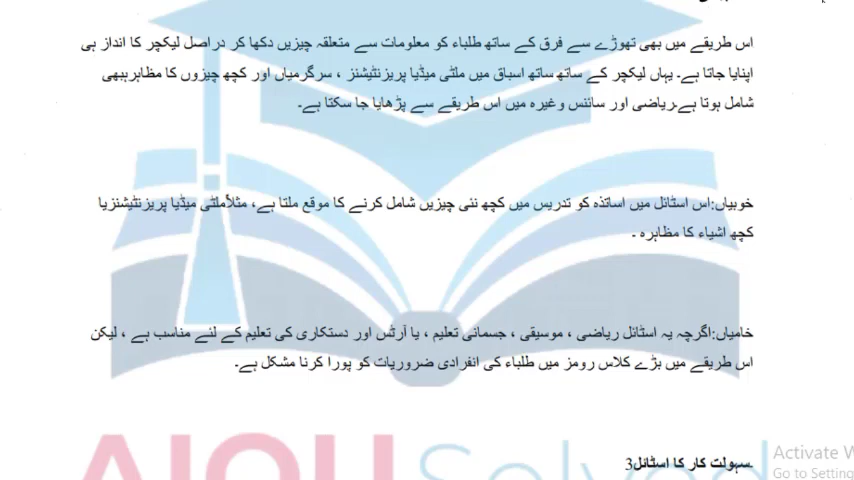 اس طریقے میں بھی تھوڑے سے فرق کے ساتھ طلباء کو معلومات سے متعلقہ چیزیں دکھا کر دراصل لیکچر کا انداز ہی
اپنایا جاتا ہے۔ یہاں لیکچر کے ساتھ ساتھ اسباق میں ملٹی میڈیا پریزنٹیشنز ، سرگرمیاں اور کچھ چیزوں کا مظاہرہبھی
شامل ہوتا ہے۔ریاضی اور سائنس وغیرہ میں اس طریقے سے پڑھایا جا سکتا ہے۔
خوبیاں:اس اسٹائل میں اساتذہ کو تدریس میں کچھ نئی چیزیں شامل کرنے کا موقع ملتا ہے، مثلاًملٹی میڈیا پریزنٹیشنزیا
کچھ اشیاء کا مظاہرہ ۔
خامیاں:اگرچہ یہ اسٹائل ریاضی ، موسیقی ، جسمانی تعلیم ، یا آرٹس اور دستکاری کی تعلیم کے لئے مناسب ہے ، لیکن
اس طریقے میں بڑے کلاس رومز میں طلباء کی انفرادی ضروریات کو پورا کرنا مشکل ہے۔
۔سہولت کار کا اسٹائل3
AIOU Solved
Activate W
Go to Setting